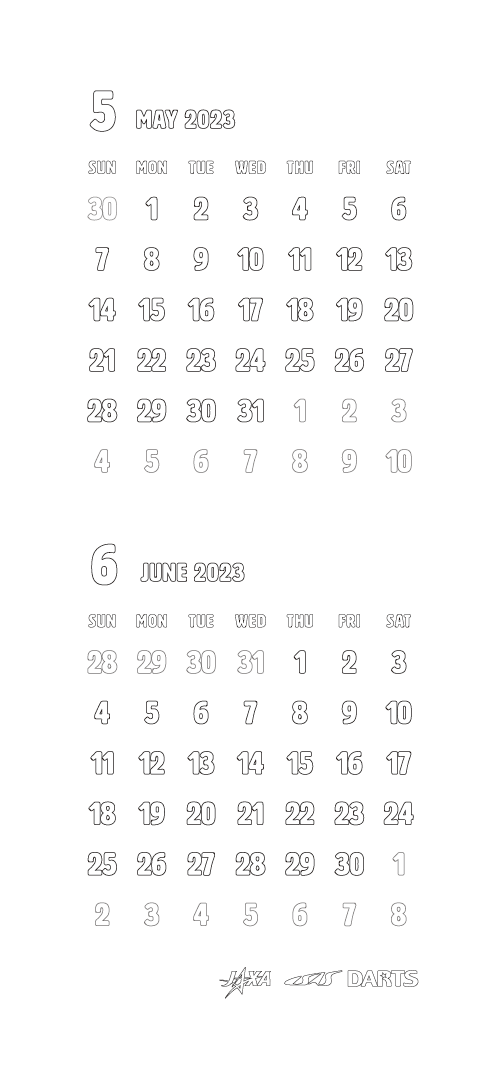 5 MAY 2023
SUN MON TUE WED THU FRI SAT
30 1 2 3 4 5 6
7 8 9 10 11 12 13
14 15 16 17 18 19 20
21 22 23 24 25 26 27
28 29 30 31 1 2 3
4 5 6 7 8 9 10
6 JUNE 2023
SUN MON TUE WED THU FRI SAT
28 29 30 31 1 2 3
4 5 6 7 8 9 10
11 12 13 14 15 16 17
18 19 20 21 22 23 24
25 26 27 28 29 30 1
2 3 4 5 6 7 8
JAXA ISAS DARTS